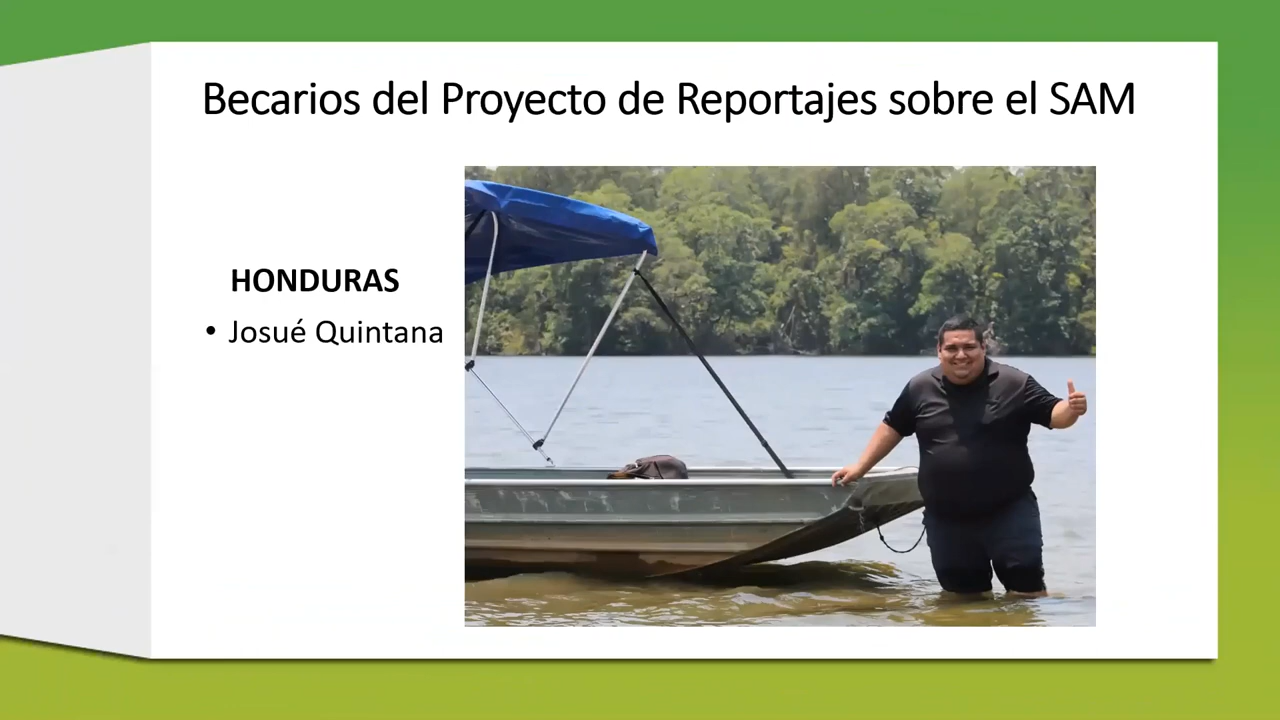 Becarios del Proyecto de Reportajes sobre el SAM
HONDURAS
• Josué Quintana